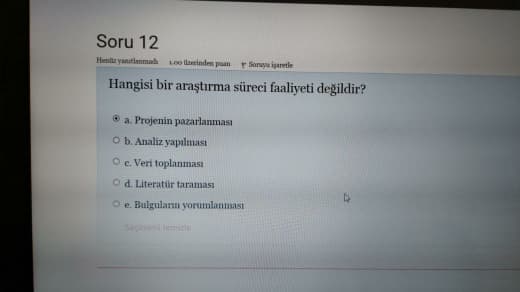 Soru 12
Henüz yanıtlanmadı 1,00 üzerinden puan Soruyu işaretle
Hangisi bir araştırma süreci faaliyeti değildir?
a. Projenin pazarlanması
b. Analiz yapılması
c. Veri toplanması
d. Literatür taraması
e. Bulguların yorumlanması
Seçimimi temizle